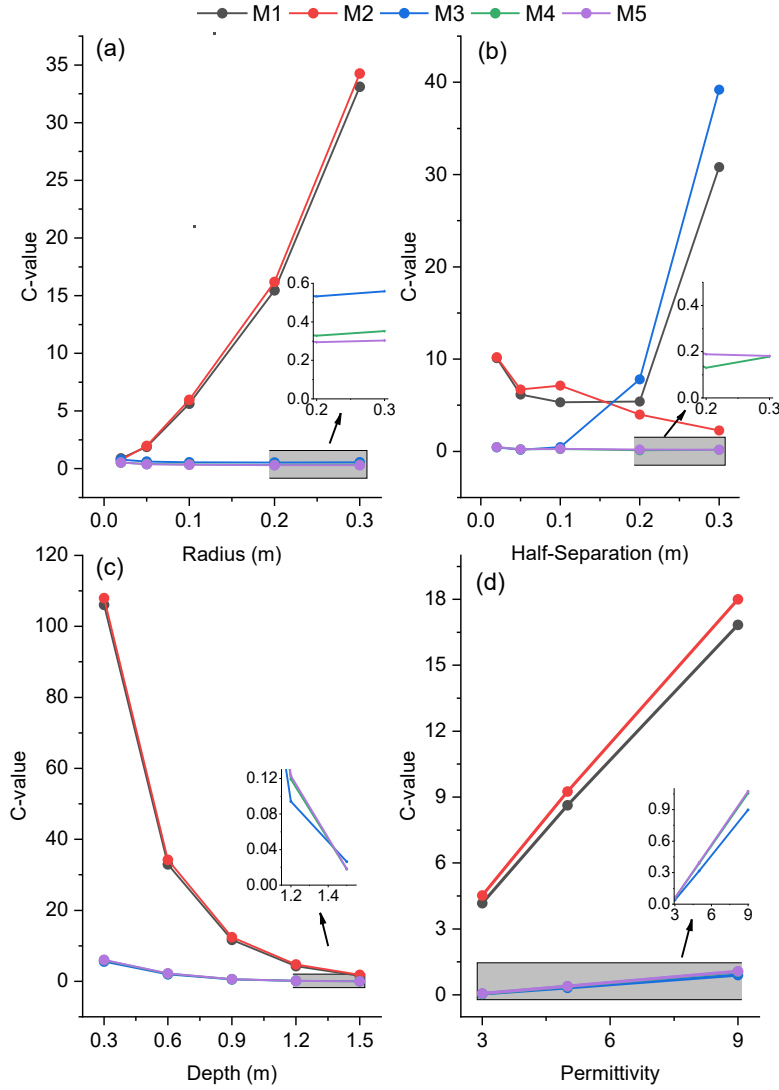 M1 M2 M3 M4 M5
(a)
C-value
35
30
25
20
15
10
5
0
0.0 0.1 0.2 0.3
Radius (m)
0.6
0.4
0.2
0.0
0.2 0.3
(b)
C-value
40
30
20
10
0
0.0 0.1 0.2 0.3
Half-Separation (m)
0.4
0.2
0.0
0.2 0.3
(c)
C-value
120
100
80
60
40
20
0
0.3 0.6 0.9 1.2 1.5
Depth (m)
0.12
0.08
0.04
0.00
1.2 1.4
(d)
C-value
18
15
12
9
6
3
0
3 6 9
Permittivity
0.9
0.6
0.3
0.0
3 6 9